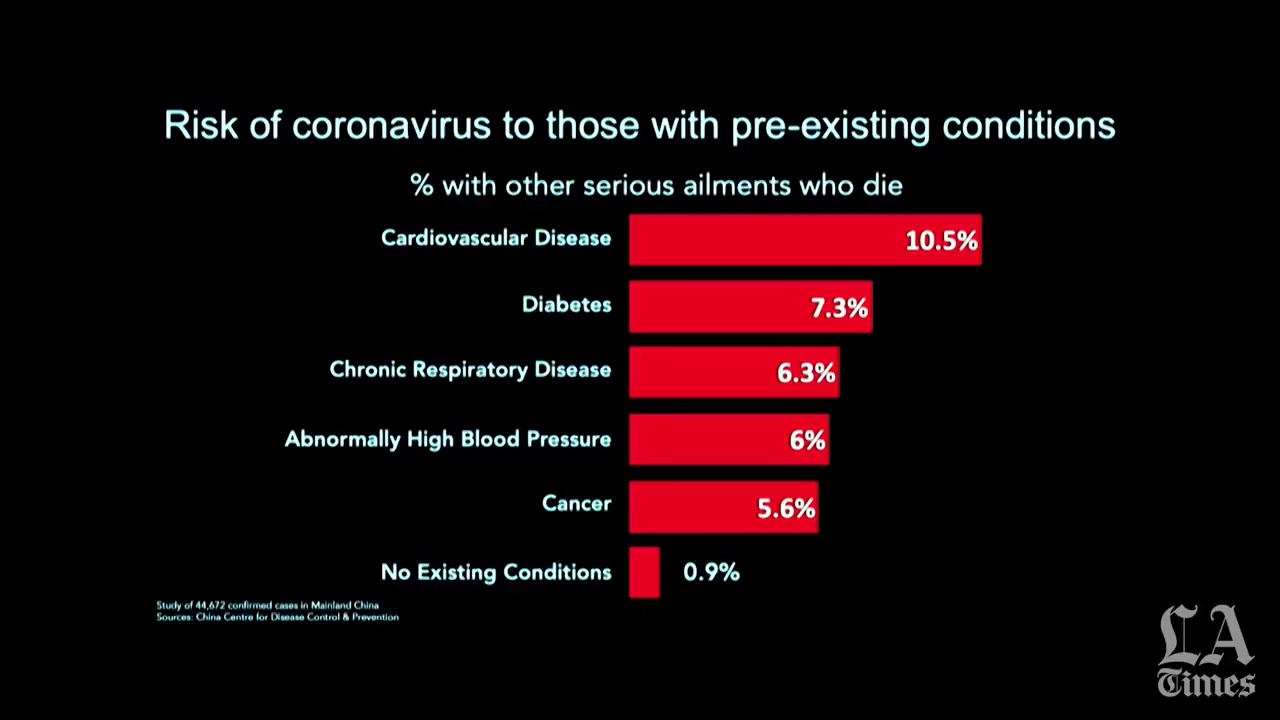 Risk of coronavirus to those with pre-existing conditions
% with other serious ailments who die
Cardiovascular Disease 10.5%
Diabetes 7.3%
Chronic Respiratory Disease 6.3%
Abnormally High Blood Pressure 6%
Cancer 5.6%
No Existing Conditions 0.9%
Study of 44,672 confirmed cases in Mainland China
Sources: China Centre for Disease Control & Prevention
LA
Times